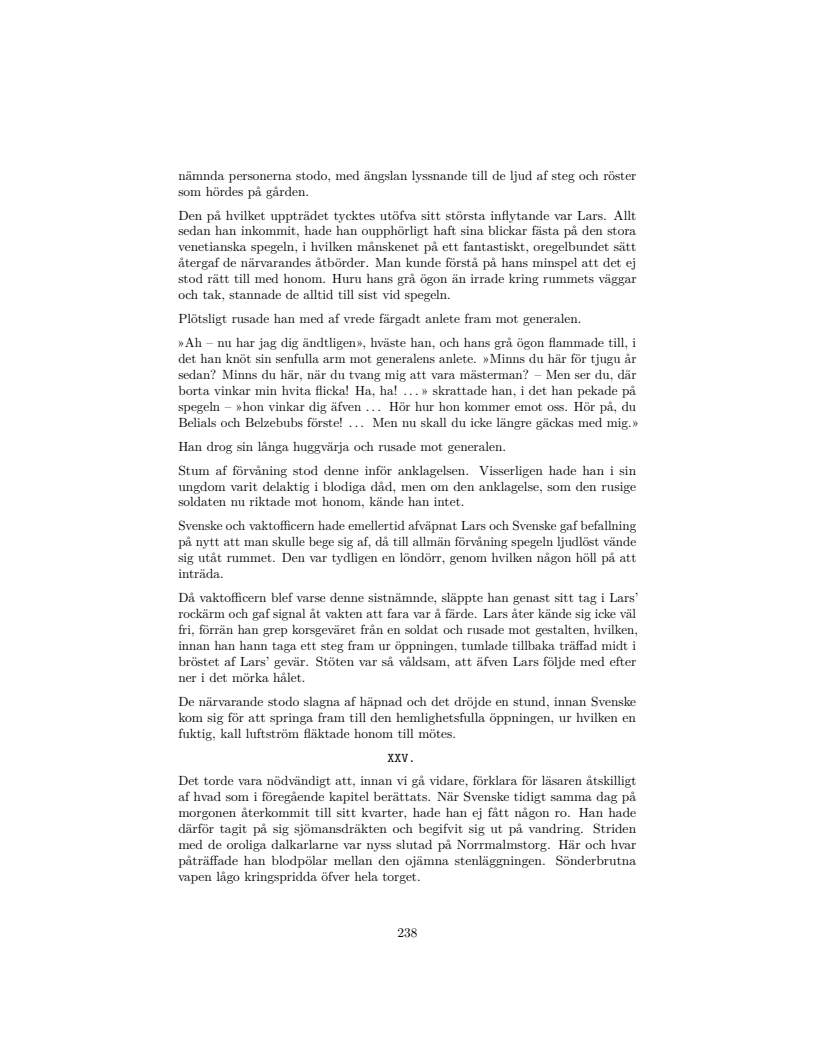 nämnda personerna stodo, med ängslan lyssnande till de ljud af steg och röster
som hördes på gården.
Den på hvilket uppträdet tycktes utöfva sitt största inflytande var Lars. Allt
sedan han inkommit, hade han oupphörligt haft sina blickar fästa på den stora
venetianska spegeln, i hvilken månskenet på ett fantastiskt, oregelbundet sätt
återgaf de närvarandes åtbörder. Man kunde förstå på hans minspel att det ej
stod rätt till med honom. Huru hans grå ögon än irrade kring rummets väggar
och tak, stannade de alltid till sist vid spegeln.
Plötsligt rusade han med af vrede färgadt anlete fram mot generalen.
»Ah – nu har jag dig ändtligen», hväste han, och hans grå ögon flammade till, i
det han knöt sin senfulla arm mot generalens anlete. »Minns du här för tjugu år
sedan? Minns du här, när du tvang mig att vara mästerman? – Men ser du, där
borta vinkar min hvita flicka! Ha, ha! . . . » skrattade han, i det han pekade på
spegeln – »hon vinkar dig äfven . . . Hör hur hon kommer emot oss. Hör på, du
Belials och Belzebubs förste! . . . Men nu skall du icke längre gäckas med mig.»
Han drog sin långa huggvärja och rusade mot generalen.
Stum af förvåning stod denne inför anklagelsen. Visserligen hade han i sin
ungdom varit delaktig i blodiga dåd, men om den anklagelse, som den rusige
soldaten nu riktade mot honom, kände han intet.
Svenske och vaktofficern hade emellertid afväpnat Lars och Svenske gaf befallning
på nytt att man skulle bege sig af, då till allmän förvåning spegeln ljudlöst vände
sig utåt rummet. Den var tydligen en löndörr, genom hvilken någon höll på att
inträda.
Då vaktofficern blef varse denne sistnämnde, släppte han genast sitt tag i Lars’
rockärm och gaf signal åt vakten att fara var å färde. Lars åter kände sig icke väl
fri, förrän han grep korsgeväret från en soldat och rusade mot gestalten, hvilken,
innan han hann taga ett steg fram ur öppningen, tumlade tillbaka träffad midt i
bröstet af Lars’ gevär. Stöten var så våldsam, att äfven Lars följde med efter
ner i det mörka hålet.
De närvarande stodo slagna af häpnad och det dröjde en stund, innan Svenske
kom sig för att springa fram till den hemlighetsfulla öppningen, ur hvilken en
fuktig, kall luftström fläktade honom till mötes.
XXV.
Det torde vara nödvändigt att, innan vi gå vidare, förklara för läsaren åtskilligt
af hvad som i föregående kapitel berättats. När Svenske tidigt samma dag på
morgonen återkommit till sitt kvarter, hade han ej fått någon ro. Han hade
därför tagit på sig sjömansdräkten och begifvit sig ut på vandring. Striden
med de oroliga dalkarlarne var nyss slutad på Norrmalmstorg. Här och hvar
påträffade han blodpölar mellan den ojämna stenläggningen. Sönderbrutna
vapen lågo kringspridda öfver hela torget.
238